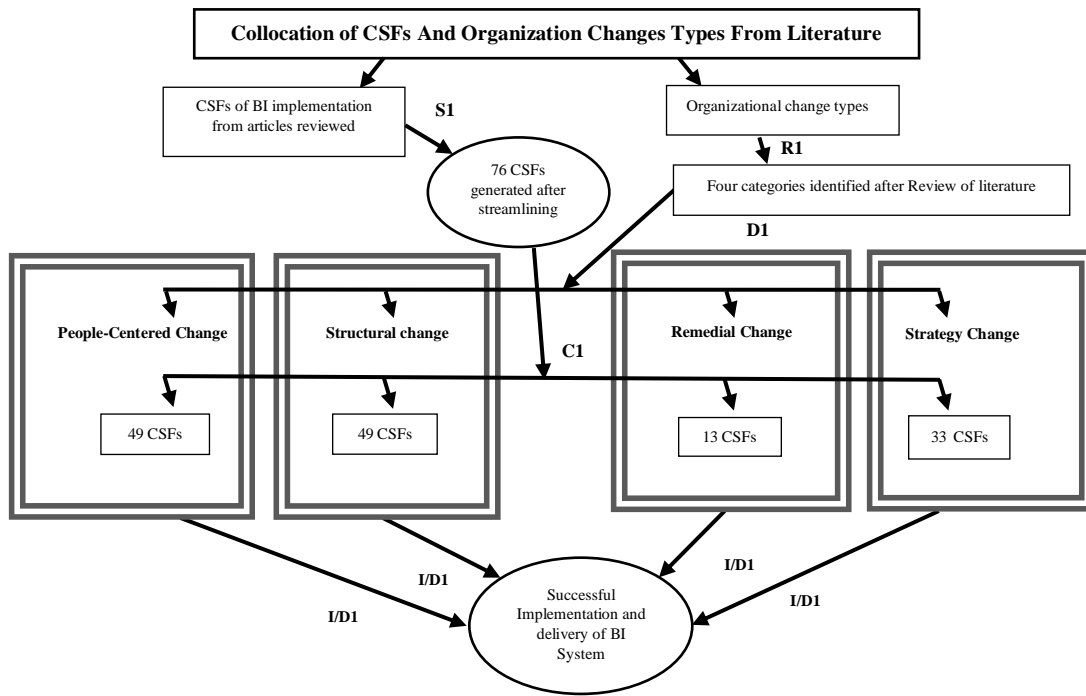 Collocation of CSFs And Organization Changes Types From Literature
CSFs of BI implementation
from articles reviewed
S1
Organizational change types
R1
76 CSFs
generated after
streamlining
Four categories identified after Review of literature
D1
People-Centered Change
Structural change
Remedial Change
Strategy Change
C1
49 CSFs
49 CSFs
13 CSFs
33 CSFs
I/D1
I/D1
I/D1
I/D1
Successful
Implementation and
delivery of BI
System